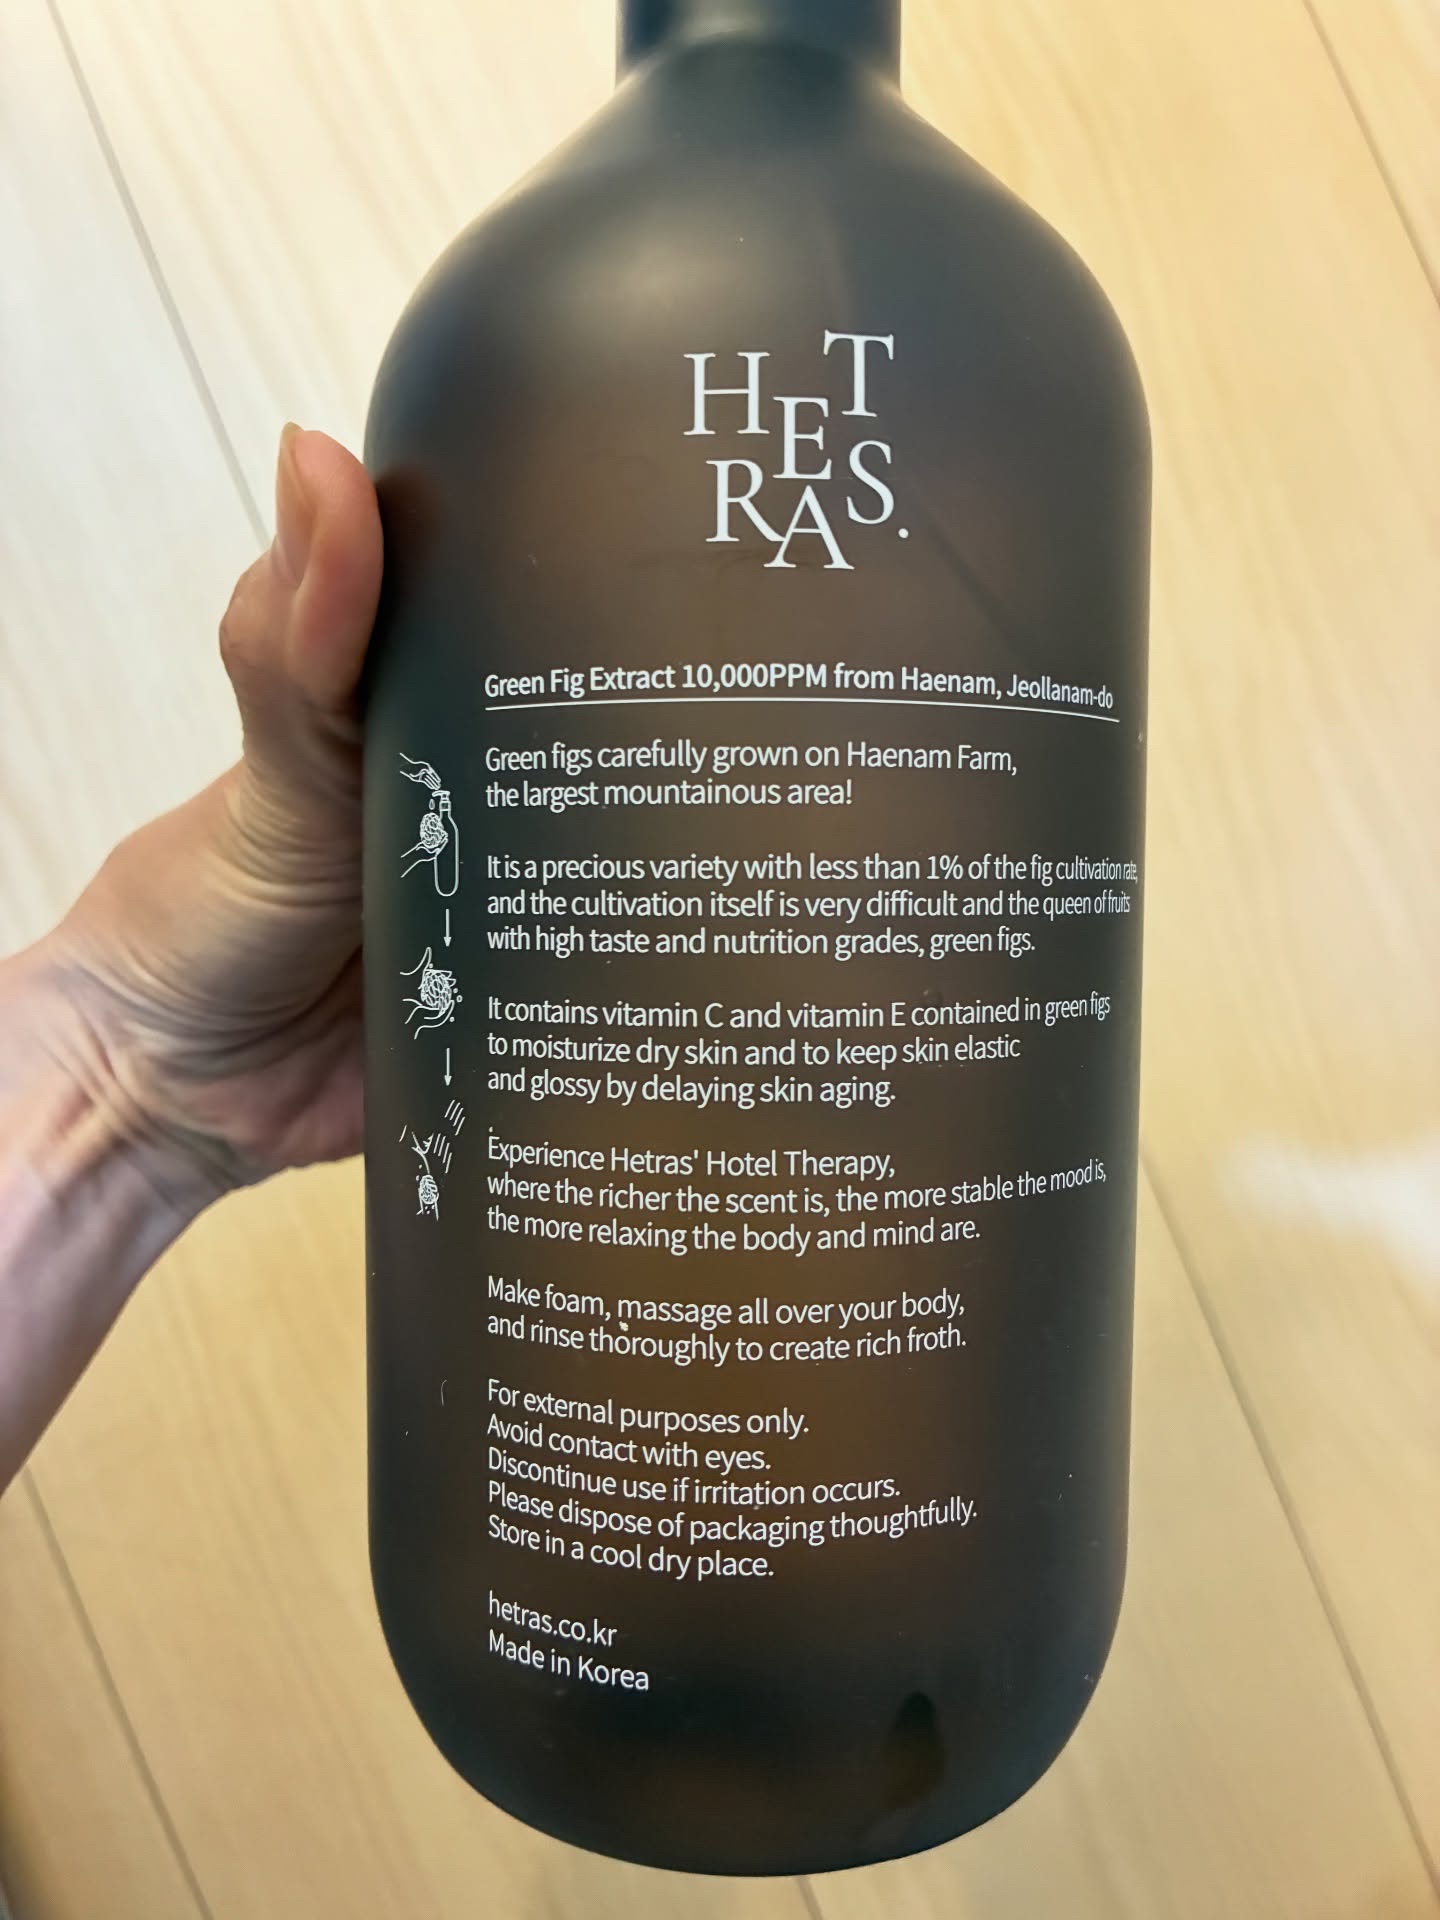 HET
RAS.
Green Fig Extract 10,000PPM from Haenam, Jeollanam-do
Green figs carefully grown on Haenam Farm,
the largest mountainous area!
It is a precious variety with less than 1% of the fig cultivation rate,
and the cultivation itself is very difficult and the queen of fruits
with high taste and nutrition grades, green figs.
It contains vitamin C and vitamin E contained in green figs
to moisturize dry skin and to keep skin elastic
and glossy by delaying skin aging.
Experience Hetras' Hotel Therapy,
where the richer the scent is, the more stable the mood is,
the more relaxing the body and mind are.
Make foam, massage all over your body,
and rinse thoroughly to create rich froth.
For external purposes only.
Avoid contact with eyes.
Discontinue use if irritation occurs.
Please dispose of packaging thoughtfully.
Store in a cool dry place.
hetras.co.kr
Made in Korea